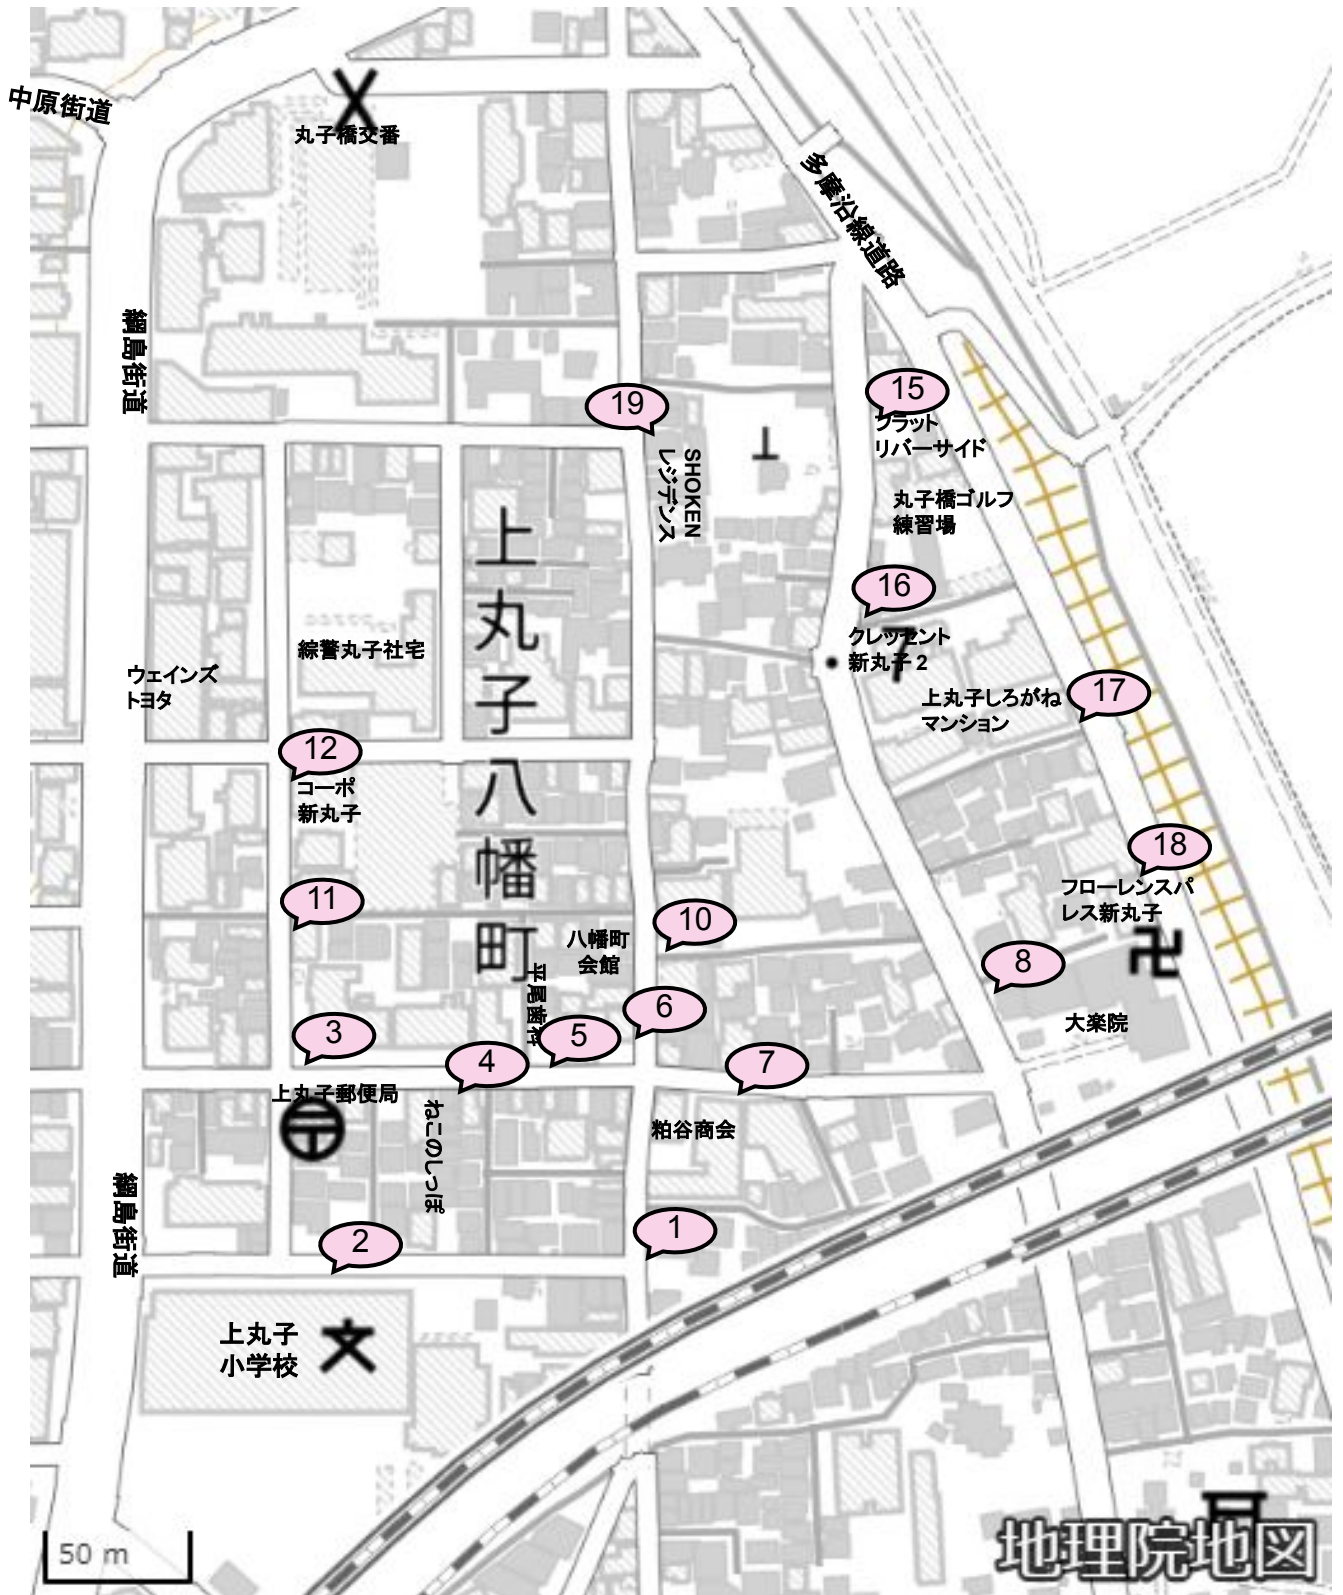 中原街道
丸子橋交番
多摩沿線道路
綱島街道
19
15
フラット
リバーサイド
SHOKEN
レジデンス
丸子橋ゴルフ
練習場
16
クレッセント
新丸子2
7
上丸子八幡町
綜警丸子社宅
ウェインズ
トヨタ
上丸子しろがね
マンション
17
12
コーポ
新丸子
18
フローレンスパ
レス新丸子
11
10
八幡町
会館
平尾歯科
8
大楽院
6
3
5
4
7
上丸子郵便局
ねこのしっぽ
粕谷商会
綱島街道
1
2
上丸子
小学校
文
50 m
地理院地図